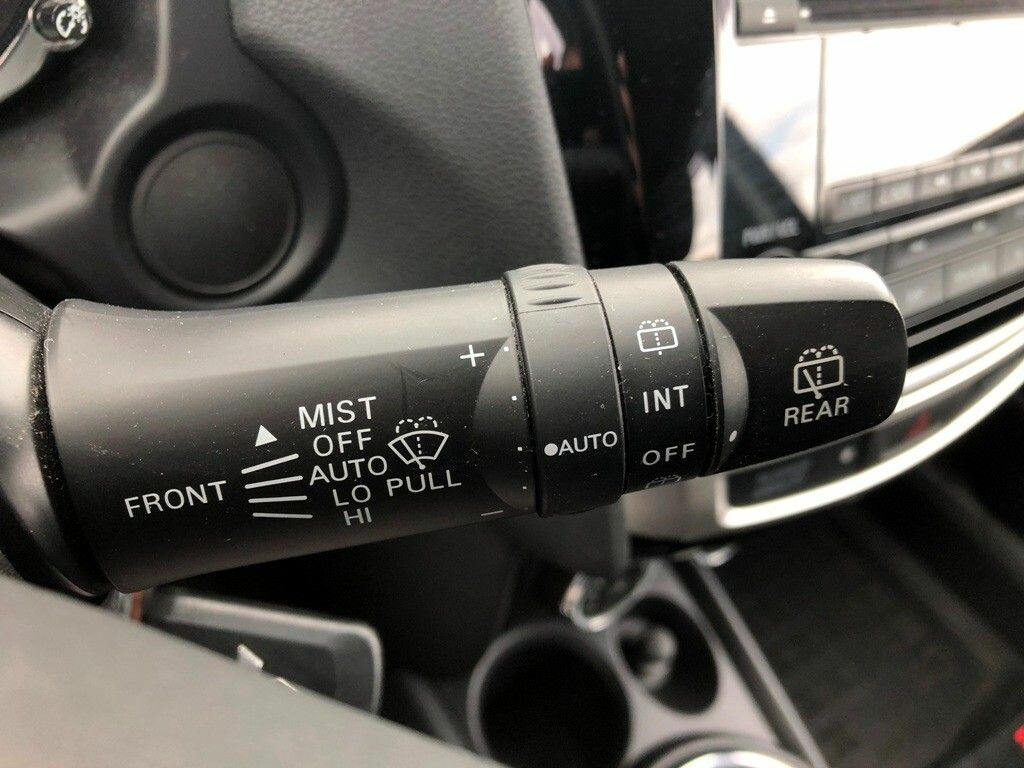 MIST
OFF
AUTO
LO
HI
FRONT
PULL
+
–
●AUTO
INT
OFF
REAR